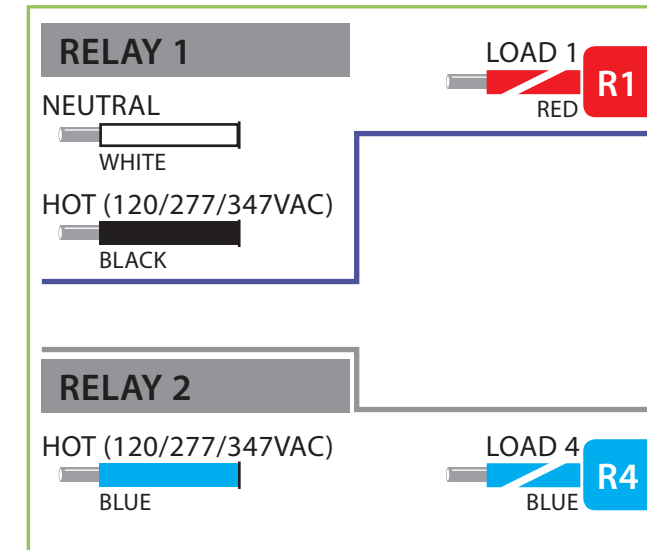 RELAY 1
LOAD 1
R1
RED
NEUTRAL
WHITE
HOT (120/277/347VAC)
BLACK
RELAY 2
HOT (120/277/347VAC)
BLUE
LOAD 4
R4
BLUE